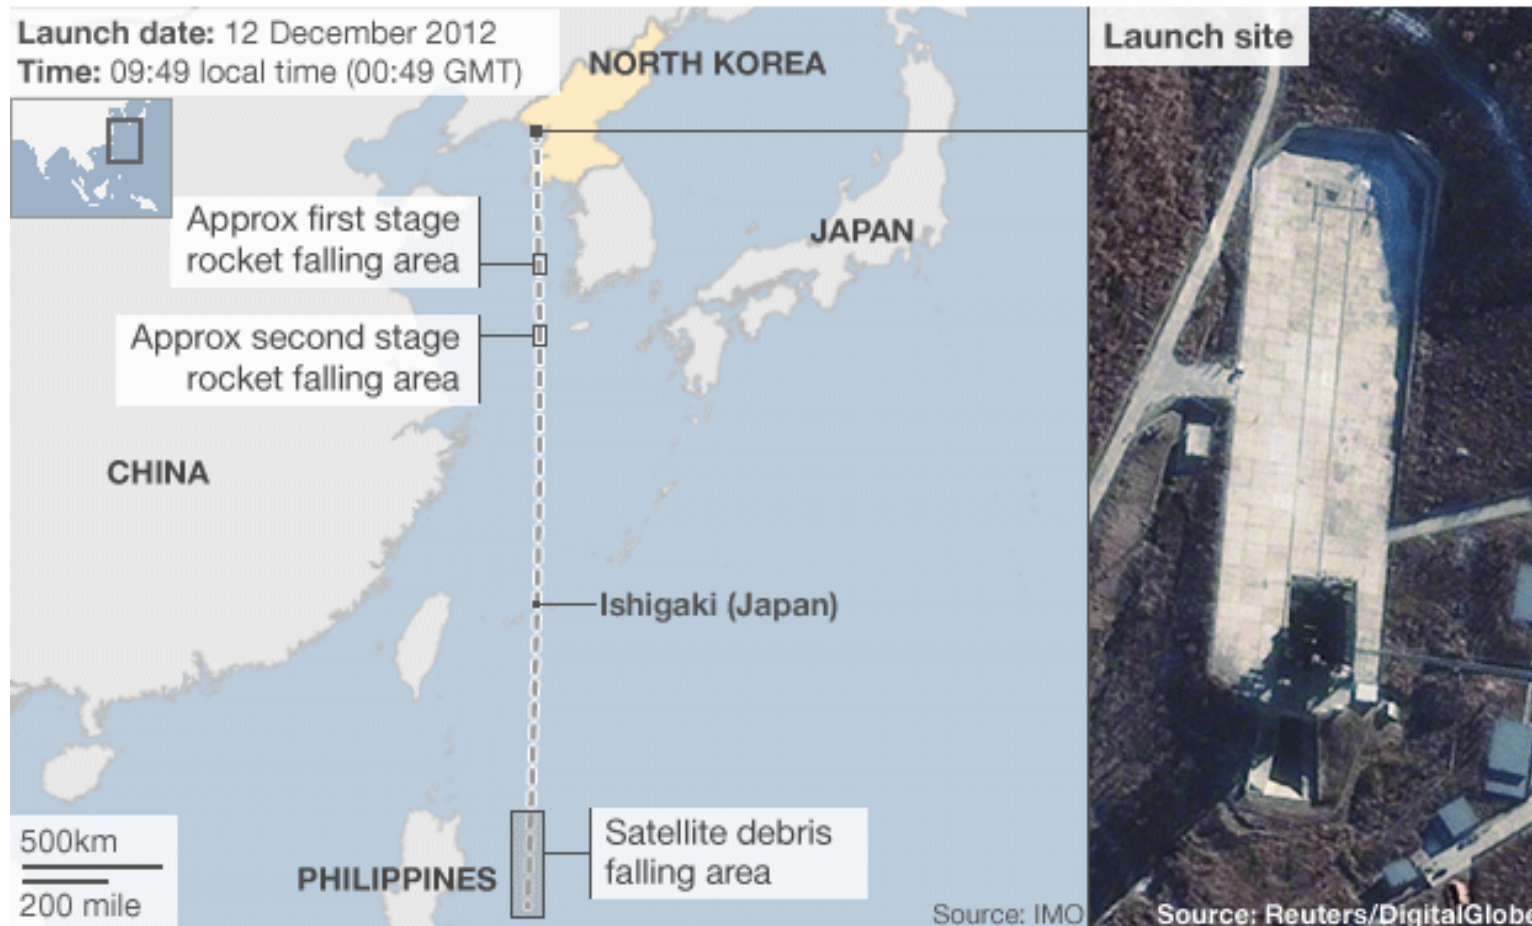 Launch date: 12 December 2012
Time: 09:49 local time (00:49 GMT)
NORTH KOREA
Launch site
Approx first stage
rocket falling area
JAPAN
Approx second stage
rocket falling area
CHINA
Ishigaki (Japan)
Satellite debris
falling area
PHILIPPINES
500km
200 mile
Source: IMO
Source: Reuters/DigitalGlobe